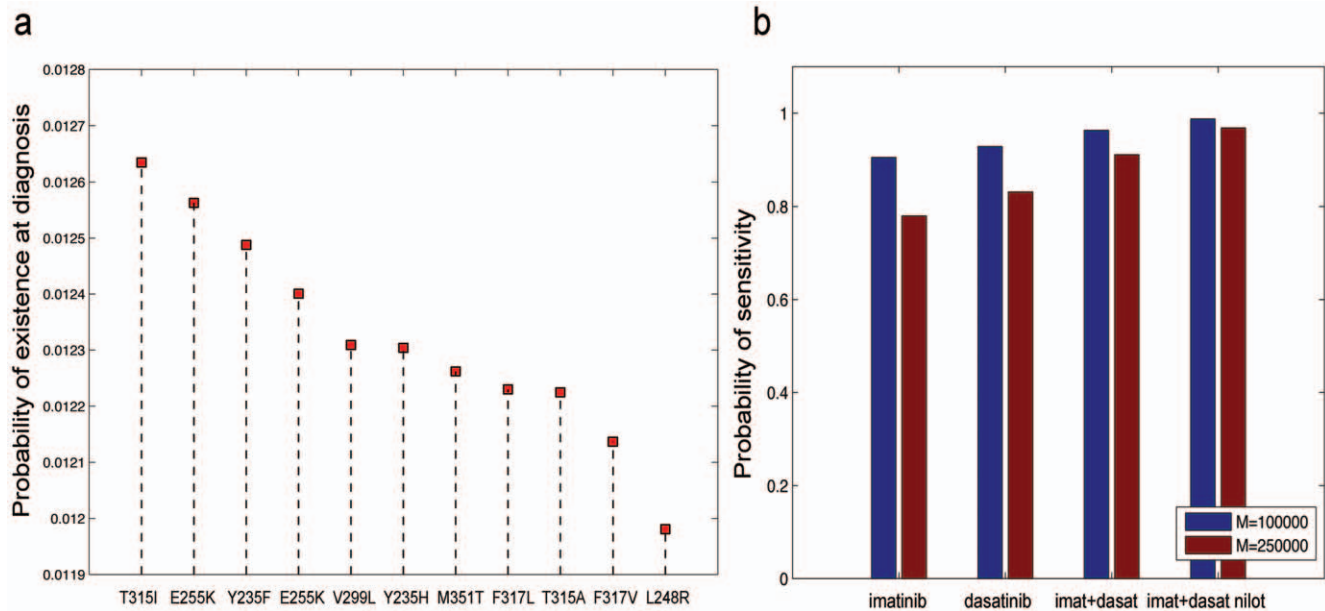 a
Probability of existence at diagnosis
0.0128
0.0127
0.0126
0.0125
0.0124
0.0123
0.0122
0.0121
0.012
0.0119
T315I E255K Y235F E255K V299L Y235H M351T F317L T315A F317V L248R
b
Probability of sensitivity
1
0.8
0.6
0.4
0.2
0
M=100000
M=250000
imatinib dasatinib imat+dasat imat+dasat nilot